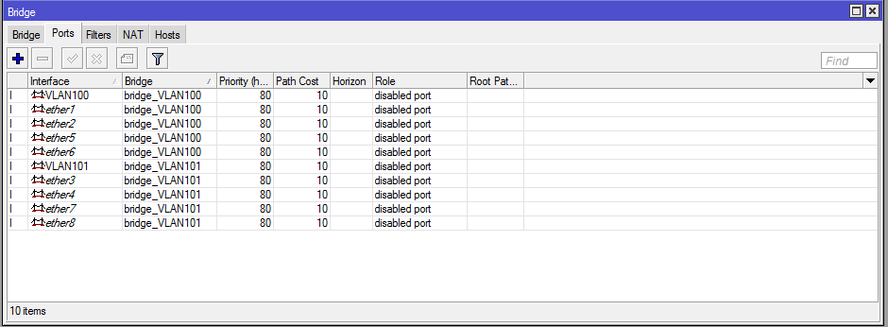 Bridge
Bridge Ports Filters NAT Hosts
Find
Interface Bridge Priority (h... Path Cost Horizon Role Root Pat...
I VLAN100 bridge_VLAN100 80 10 disabled port
I ether1 bridge_VLAN100 80 10 disabled port
I ether2 bridge_VLAN100 80 10 disabled port
I ether5 bridge_VLAN100 80 10 disabled port
I ether6 bridge_VLAN100 80 10 disabled port
I VLAN101 bridge_VLAN101 80 10 disabled port
I ether3 bridge_VLAN101 80 10 disabled port
I ether4 bridge_VLAN101 80 10 disabled port
I ether7 bridge_VLAN101 80 10 disabled port
I ether8 bridge_VLAN101 80 10 disabled port
10 items